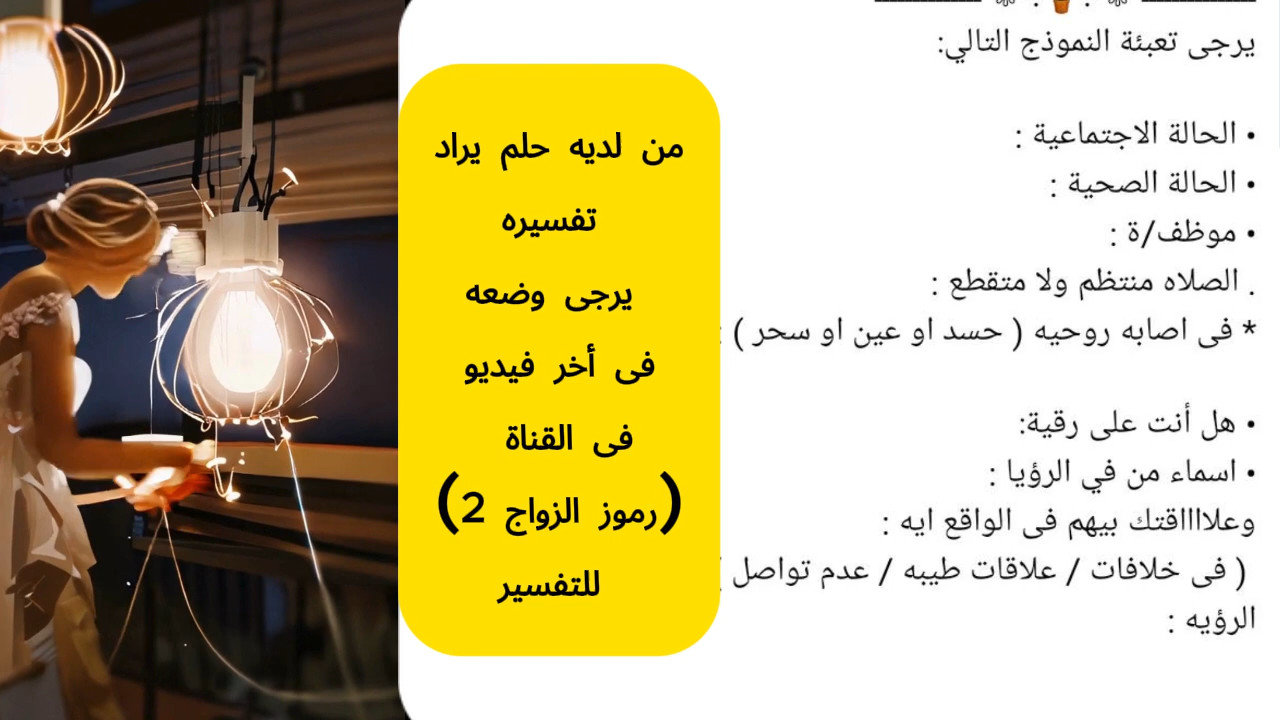 يرجى تعبئة النموذج التالي:
• الحالة الاجتماعية :
• الحالة الصحية :
• موظف/ة :
. الصلاه منتظم ولا متقطع :
* فى اصابه روحيه ( حسد او عين او سحر ) :
• هل أنت على رقية:
• اسماء من في الرؤيا :
وعلااااقتك بيهم فى الواقع ايه :
( فى خلافات / علاقات طيبه / عدم تواصل )
الرؤيه :
من لديه حلم يراد
تفسيره
يرجى وضعه
فى أخر فيديو
فى القناة
(رموز الزواج 2)
للتفسير